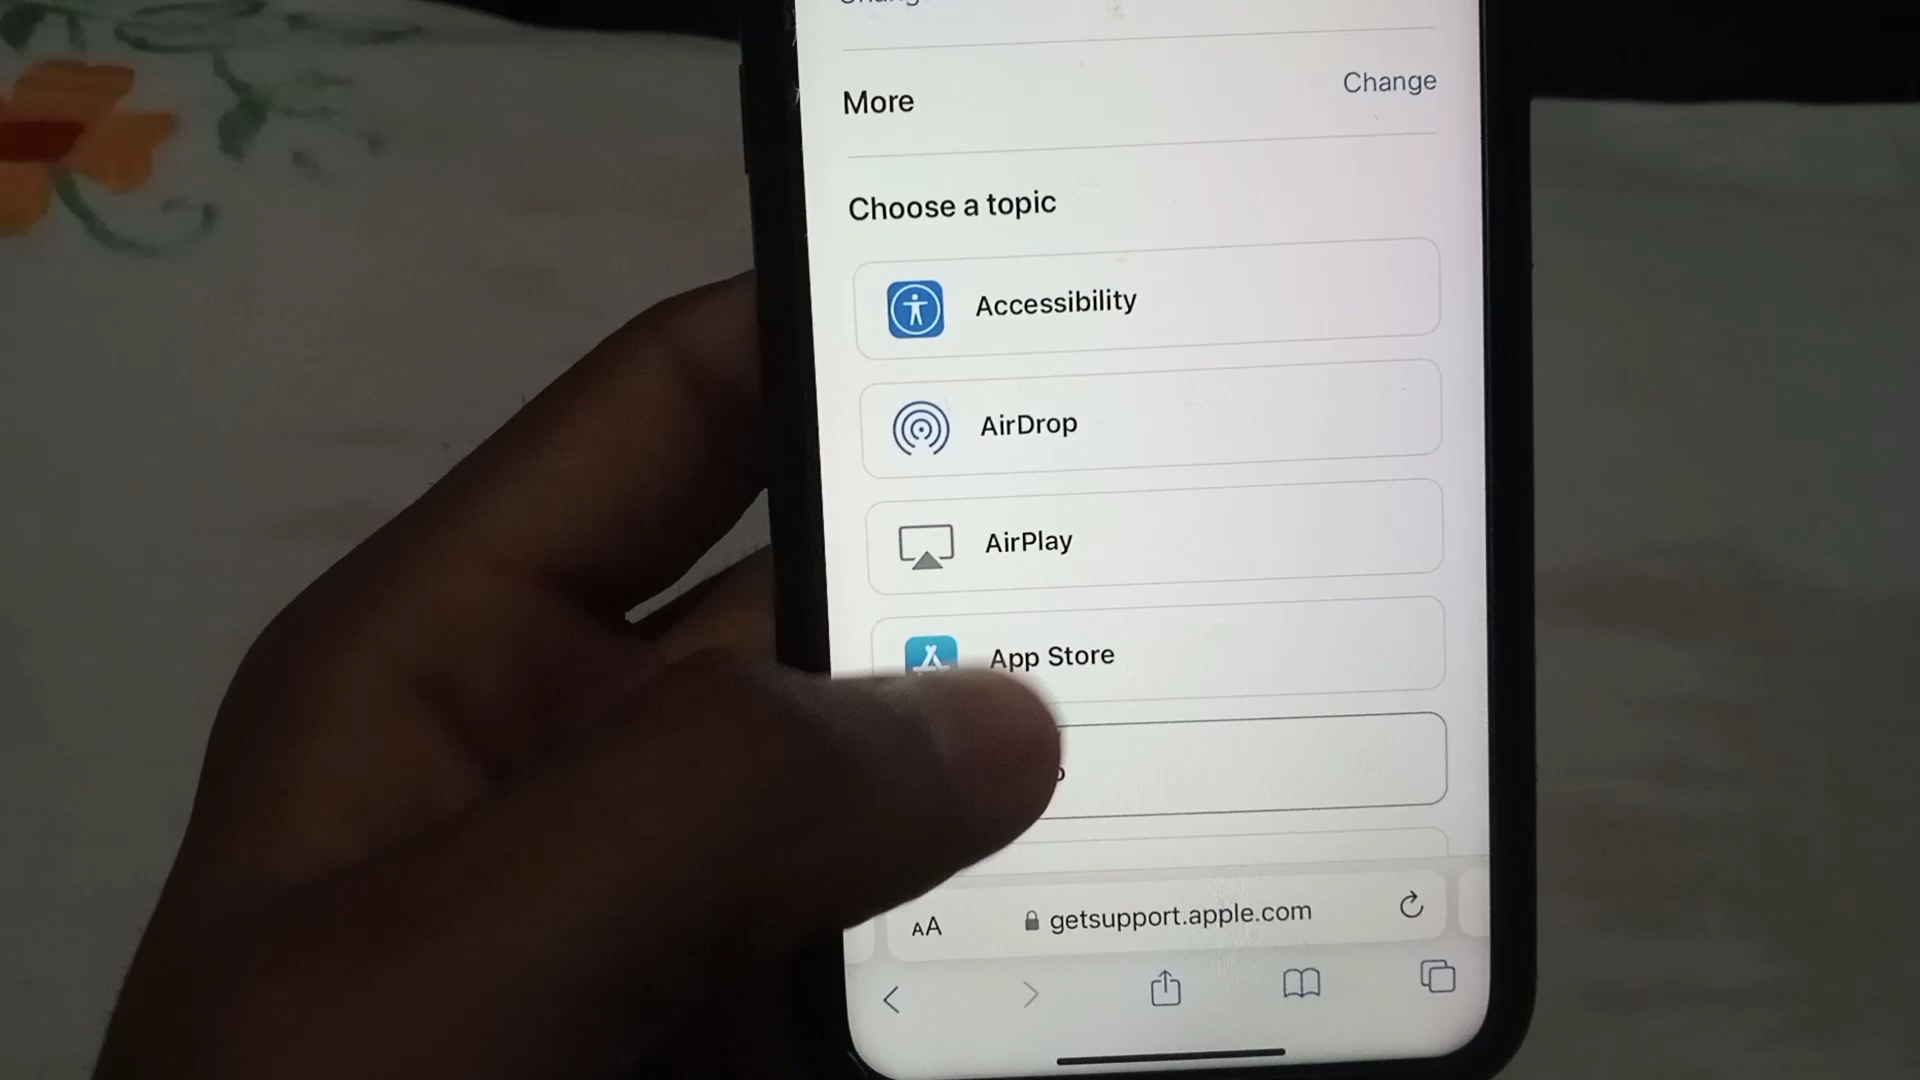 More
Change
Choose a topic
Accessibility
AirDrop
AirPlay
App Store
AA
getsupport.apple.com